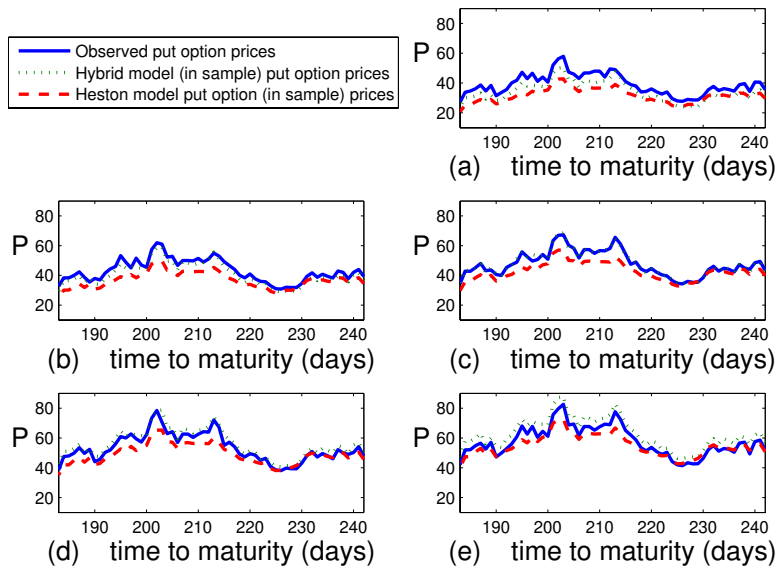 Observed put option prices
Hybrid model (in sample) put option prices
Heston model put option (in sample) prices
P
80
60
40
20
190 200 210 220 230 240
(a) time to maturity (days)
P
80
60
40
20
190 200 210 220 230 240
(b) time to maturity (days)
P
80
60
40
20
190 200 210 220 230 240
(c) time to maturity (days)
P
80
60
40
20
190 200 210 220 230 240
(d) time to maturity (days)
P
80
60
40
20
190 200 210 220 230 240
(e) time to maturity (days)